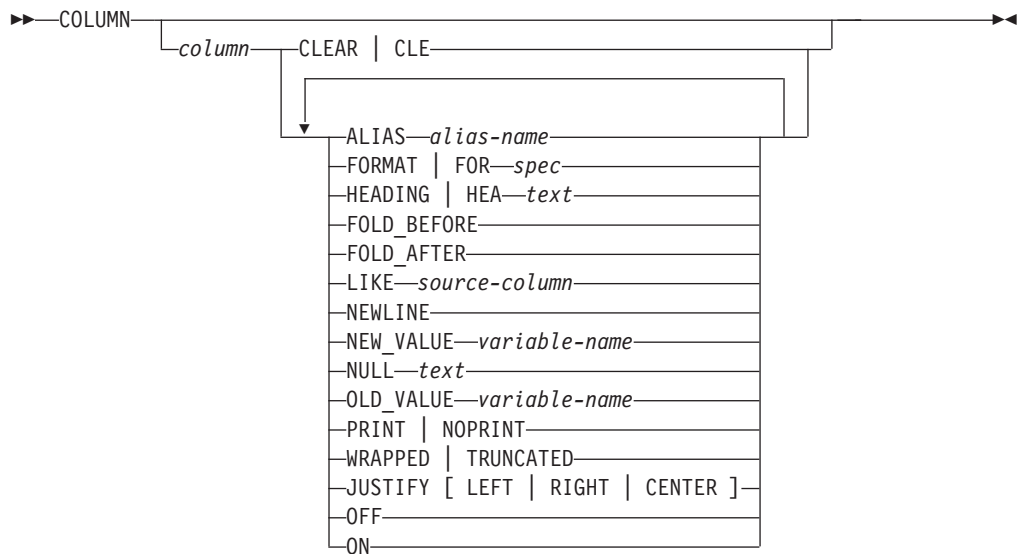 COLUMN
column CLEAR | CLE
ALIAS alias-name
FORMAT | FOR spec
HEADING | HEA text
FOLD_BEFORE
FOLD_AFTER
LIKE source-column
NEWLINE
NEW_VALUE variable-name
NULL text
OLD_VALUE variable-name
PRINT | NOPRINT
WRAPPED | TRUNCATED
JUSTIFY [ LEFT | RIGHT | CENTER ]
OFF
ON